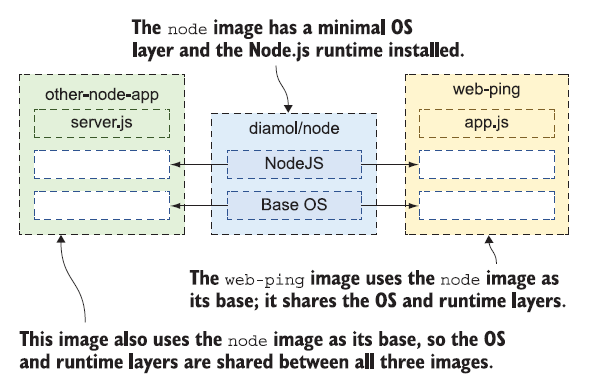 The node image has a minimal OS
layer and the Node.js runtime installed.
other-node-app
server.js
diamol/node
NodeJS
Base OS
web-ping
app.js
The web-ping image uses the node image as
its base; it shares the OS and runtime layers.
This image also uses the node image as its base, so the OS
and runtime layers are shared between all three images.